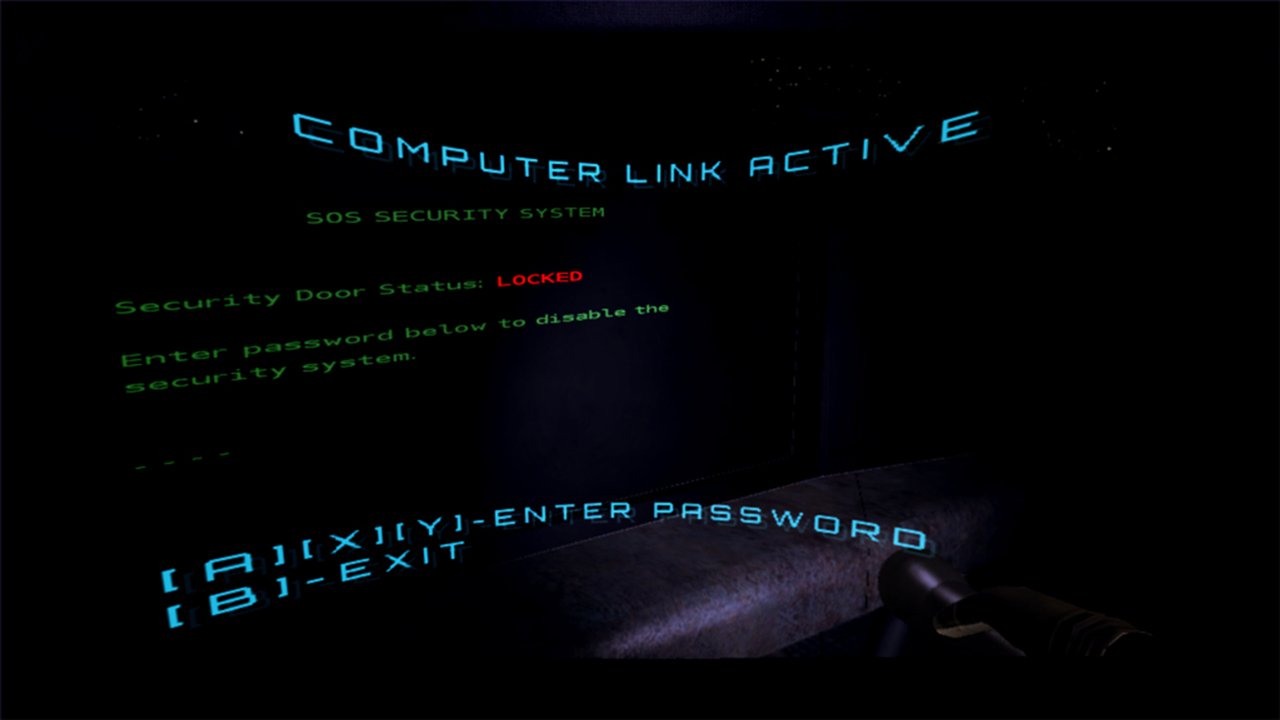 COMPUTER LINK ACTIVE
SOS SECURITY SYSTEM
Security Door Status: LOCKED
Enter password below to disable the
security system.
- - - -
[A][X][Y]-ENTER PASSWORD
[B]-EXIT